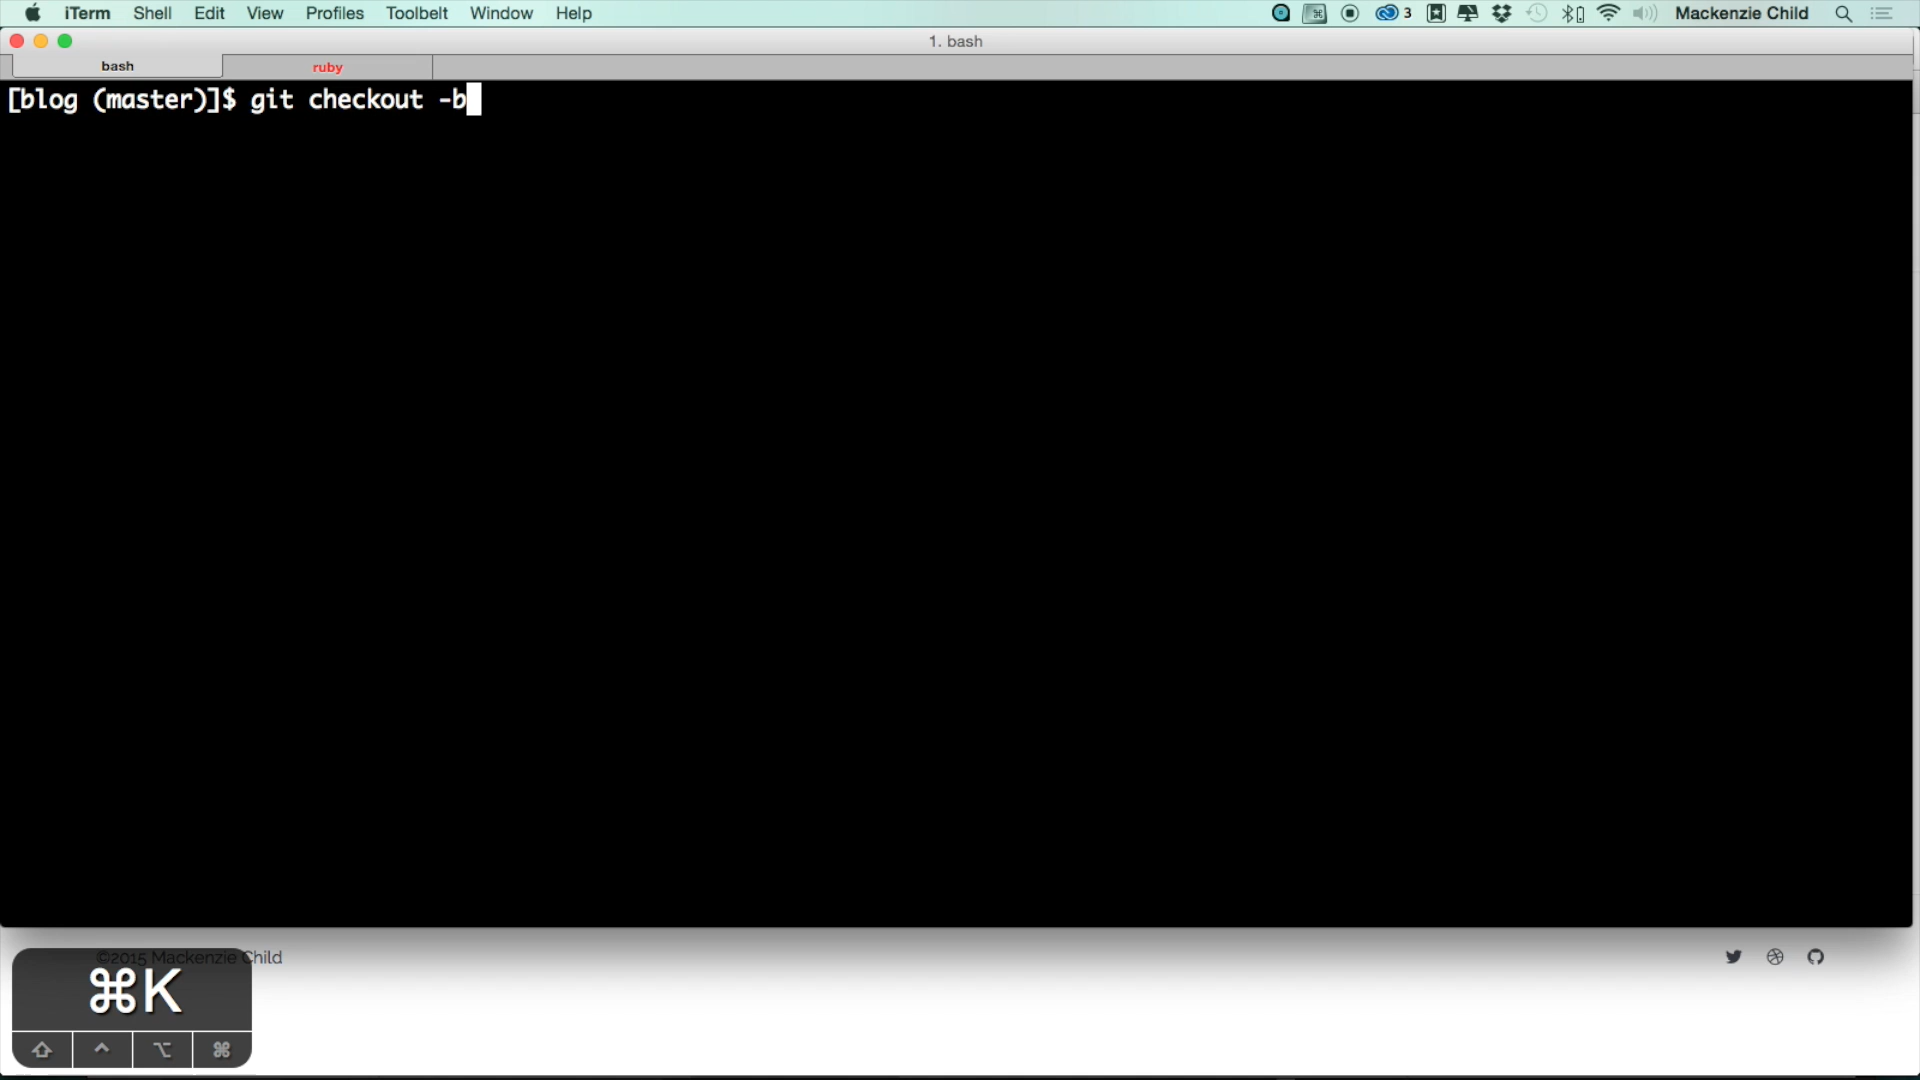 iTerm Shell Edit View Profiles Toolbelt Window Help 3 Mackenzie Child
1. bash
bash ruby
[blog (master)]$ git checkout -b
©2015 Mackenzie Child
⌘K
⇧ ⌃ ⌥ ⌘